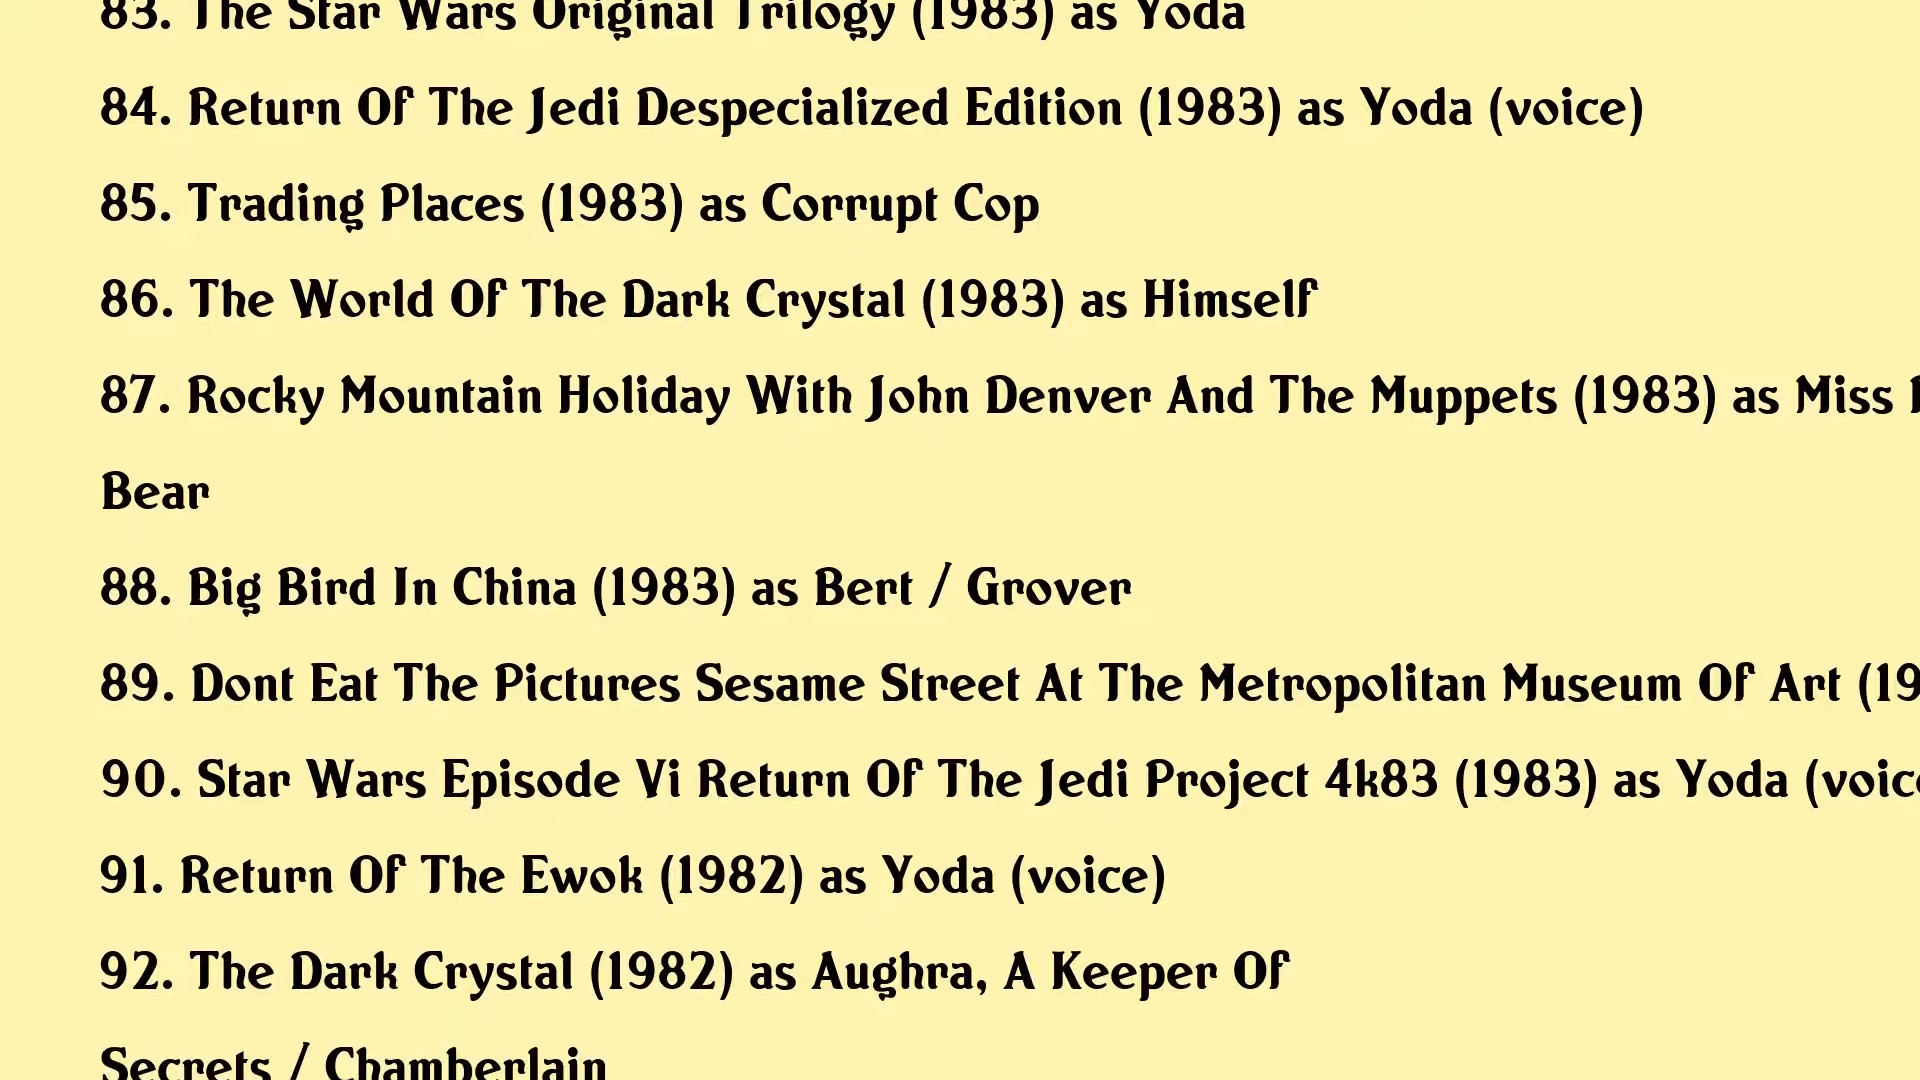 83. The Star Wars Original Trilogy (1983) as Yoda
84. Return Of The Jedi Despecialized Edition (1983) as Yoda (voice)
85. Trading Places (1983) as Corrupt Cop
86. The World Of The Dark Crystal (1983) as Himself
87. Rocky Mountain Holiday With John Denver And The Muppets (1983) as Miss
Bear
88. Big Bird In China (1983) as Bert / Grover
89. Dont Eat The Pictures Sesame Street At The Metropolitan Museum Of Art (19
90. Star Wars Episode Vi Return Of The Jedi Project 4k83 (1983) as Yoda (voice
91. Return Of The Ewok (1982) as Yoda (voice)
92. The Dark Crystal (1982) as Aughra, A Keeper Of
Secrets / Chamberlain